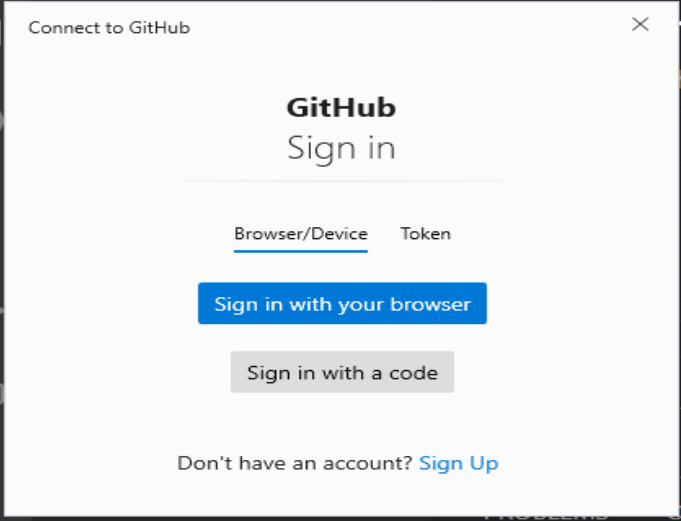 Connect to GitHub
GitHub
Sign in
Browser/Device Token
Sign in with your browser
Sign in with a code
Don't have an account? Sign Up
PROBLEMS